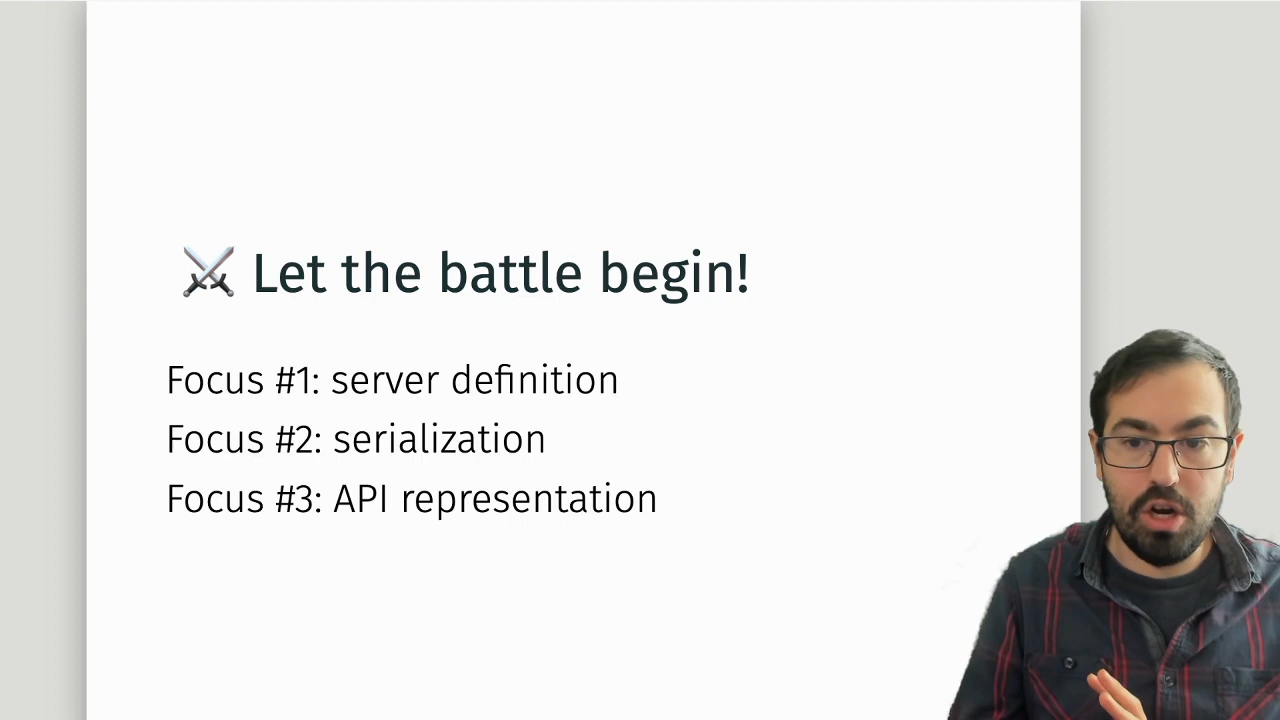 ⚔️ Let the battle begin!
Focus #1: server definition
Focus #2: serialization
Focus #3: API representation